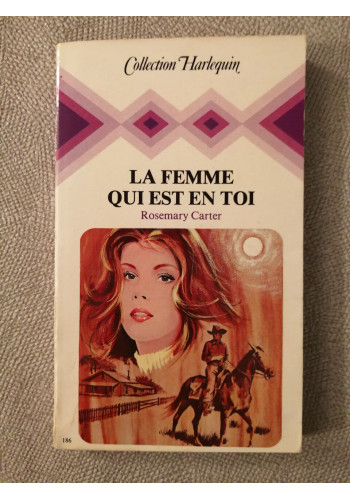 Collection Harlequin
LA FEMME
QUI EST EN TOI
Rosemary Carter
186